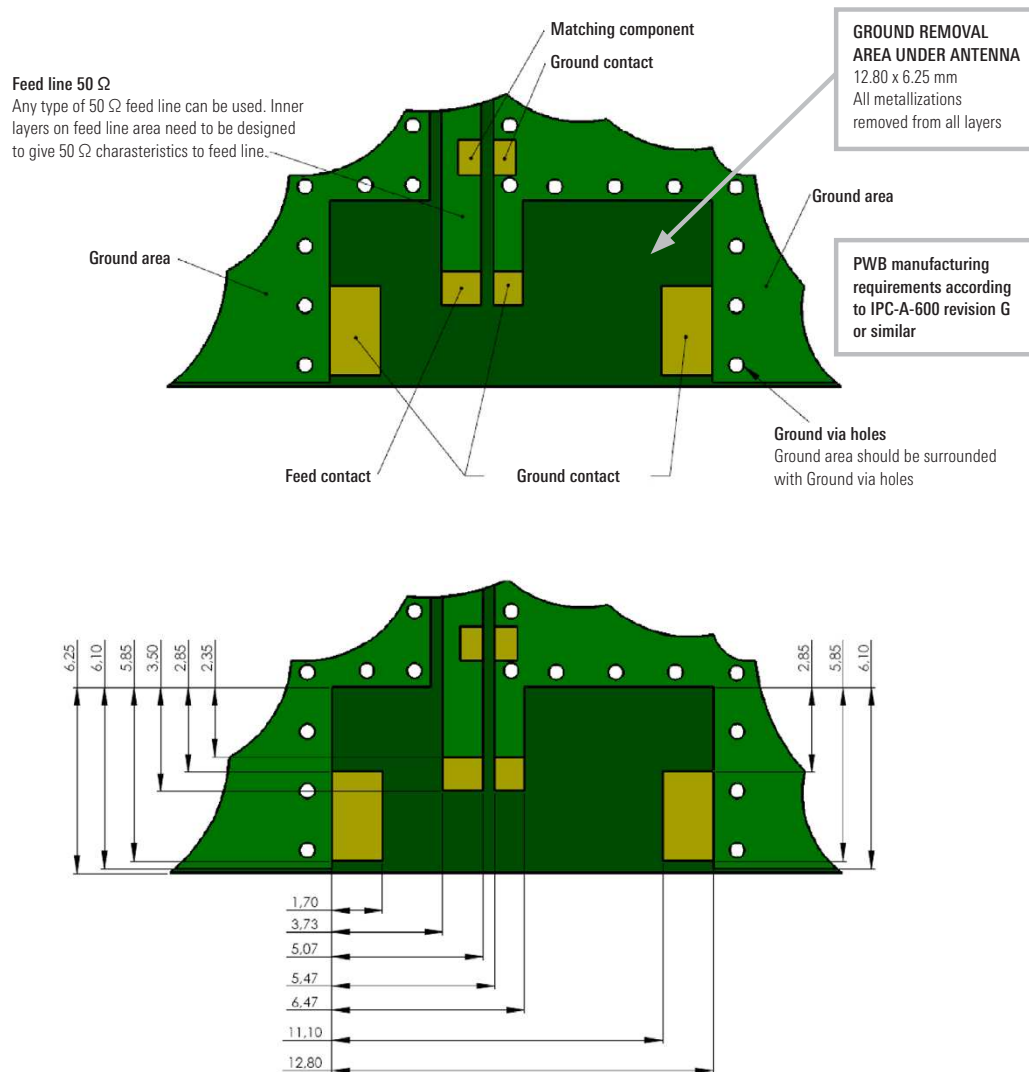 Matching component
Ground contact
GROUND REMOVAL
AREA UNDER ANTENNA
12.80 x 6.25 mm
All metallizations
removed from all layers
Feed line 50 Ω
Any type of 50 Ω feed line can be used. Inner
layers on feed line area need to be designed
to give 50 Ω charasteristics to feed line.
Ground area
Ground area
PWB manufacturing
requirements according
to IPC-A-600 revision G
or similar
Ground via holes
Ground area should be surrounded
with Ground via holes
Feed contact
Ground contact
6.25
6.10
5.85
3.50
2.85
2.35
2.85
5.85
6.10
1,70
3,73
5,07
5,47
6,47
11,10
12,80